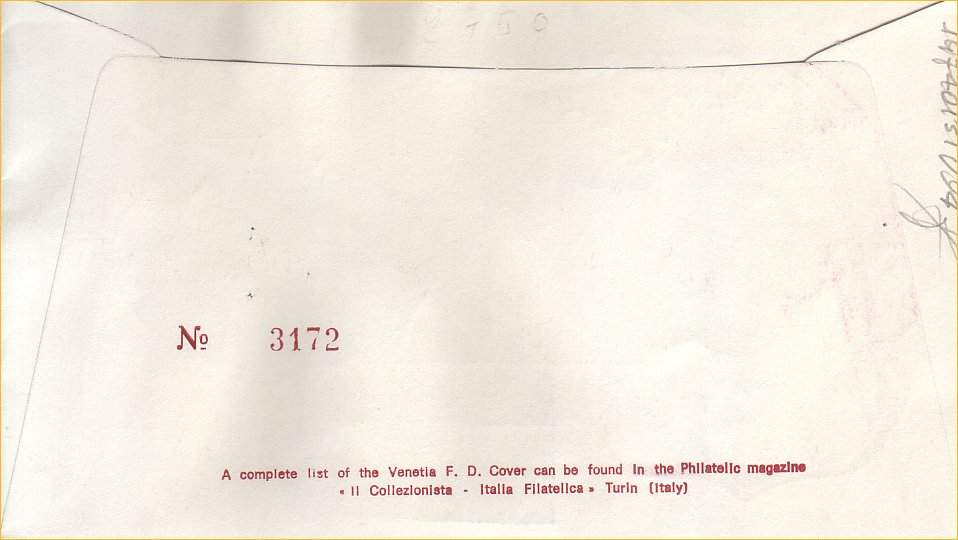 Nº 3172
A complete list of the Venetia F. D. Cover can be found in the Philatelic magazine
« Il Collezionista - Italia Filatelica » Turin (Italy)